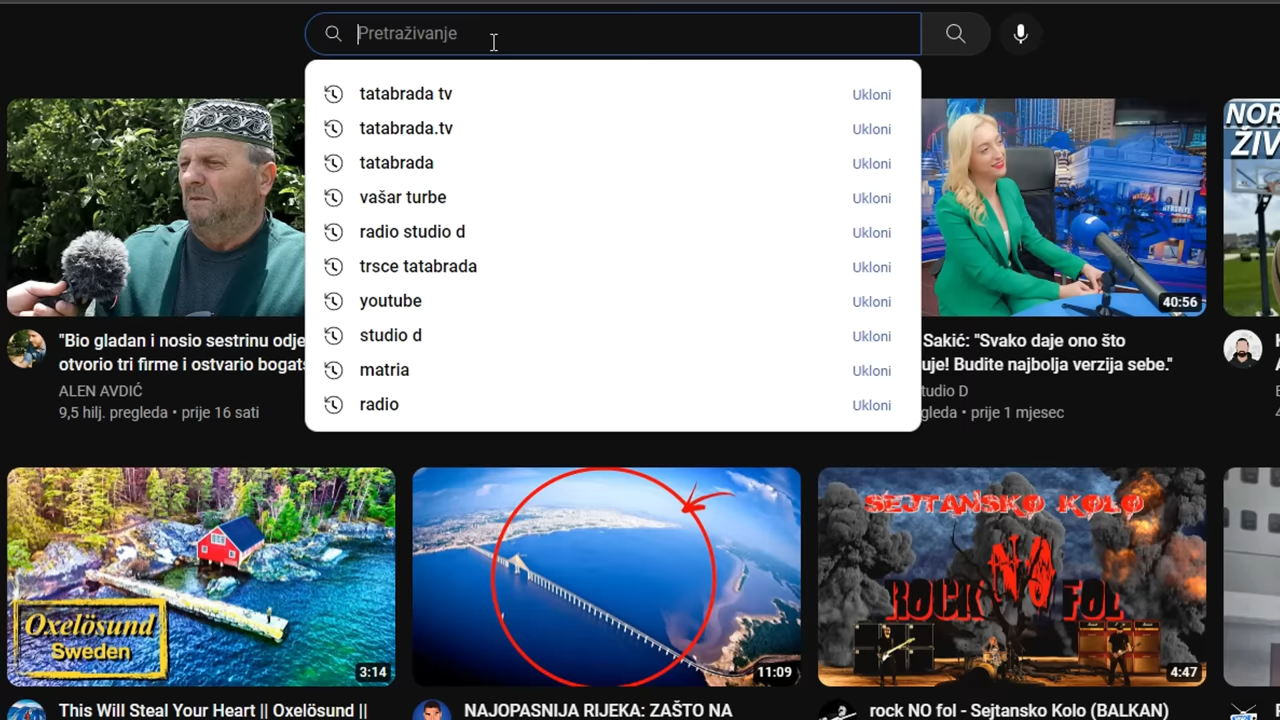 Pretraživanje
tatabrada tv Ukloni
tatabrada.tv Ukloni
tatabrada Ukloni
vašar turbe Ukloni
radio studio d Ukloni
trsce tatabrada Ukloni
youtube Ukloni
studio d Ukloni
matria Ukloni
radio Ukloni
40:56
NOR
ŽIV
"Bio gladan i nosio sestrinu odje
otvorio tri firme i ostvario bogats
ALEN AVDIĆ
9,5 hilj. pregleda • prije 16 sati
Sakić: "Svako daje ono što
uje! Budite najbolja verzija sebe."
tudio D
gleda • prije 1 mjesec
Oxelösund
Sweden
3:14
11:09
SEJTANSKO KOLO
ROCK NO FOL
4:47
This Will Steal Your Heart || Oxelösund ||
NAJOPASNIJA RIJEKA: ZAŠTO NA
rock NO fol - Sejtansko Kolo (BALKAN)